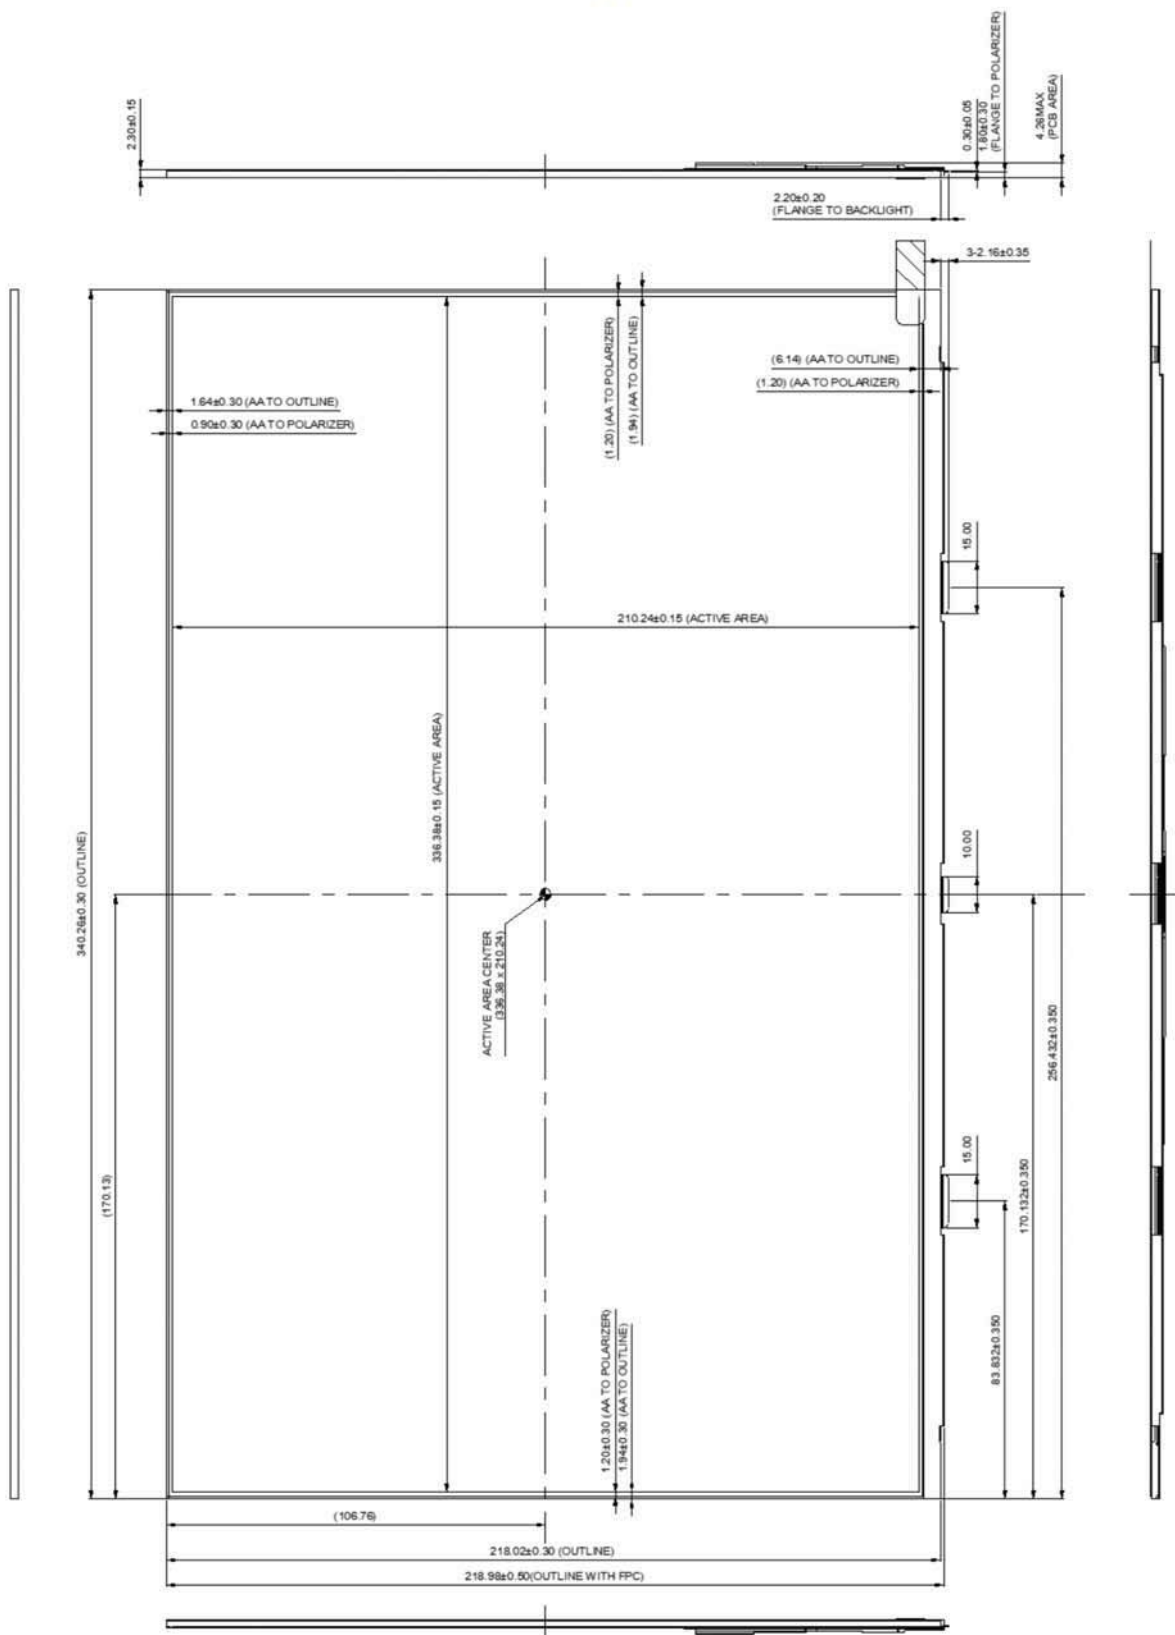 2.30±0.15
0.30±0.05
1.80±0.30
(FLANGE TO POLARIZER)
4.26MAX
(PCB AREA)
2.20±0.20
(FLANGE TO BACKLIGHT)
3-2.16±0.35
(1.20) (AA TO POLARIZER)
(1.94) (AA TO OUTLINE)
(6.14) (AA TO OUTLINE)
(1.20) (AA TO POLARIZER)
1.64±0.30 (AA TO OUTLINE)
0.90±0.30 (AA TO POLARIZER)
15.00
210.24±0.15 (ACTIVE AREA)
336.38±0.15 (ACTIVE AREA)
340.26±0.30 (OUTLINE)
10.00
ACTIVE AREA CENTER
(336.38 x 210.24)
256.432±0.350
(170.13)
15.00
170.132±0.350
83.832±0.350
1.20±0.30 (AA TO POLARIZER)
1.94±0.30 (AA TO OUTLINE)
(106.76)
218.02±0.30 (OUTLINE)
218.98±0.50(OUTLINE WITH FPC)